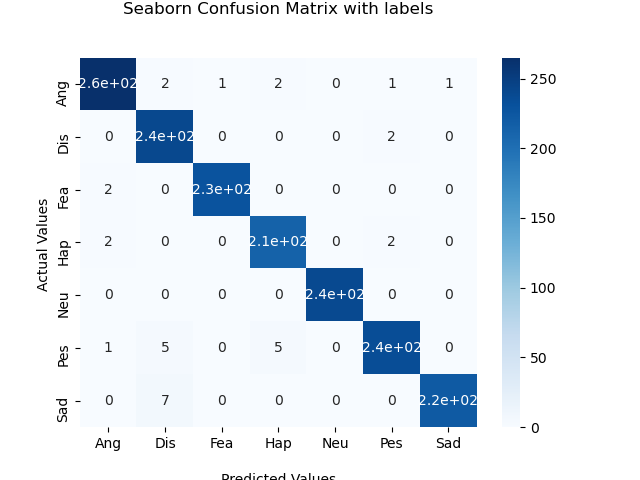 Seaborn Confusion Matrix with labels
Ang 2.6e+02 2 1 2 0 1 1
Dis 0 2.4e+02 0 0 0 2 0
Fea 2 0 2.3e+02 0 0 0 0
Hap 2 0 0 2.1e+02 0 2 0
Neu 0 0 0 0 2.4e+02 0 0
Pes 1 5 0 5 0 2.4e+02 0
Sad 0 7 0 0 0 0 2.2e+02
Ang Dis Fea Hap Neu Pes Sad
Actual Values
Predicted Values
250
200
150
100
50
0